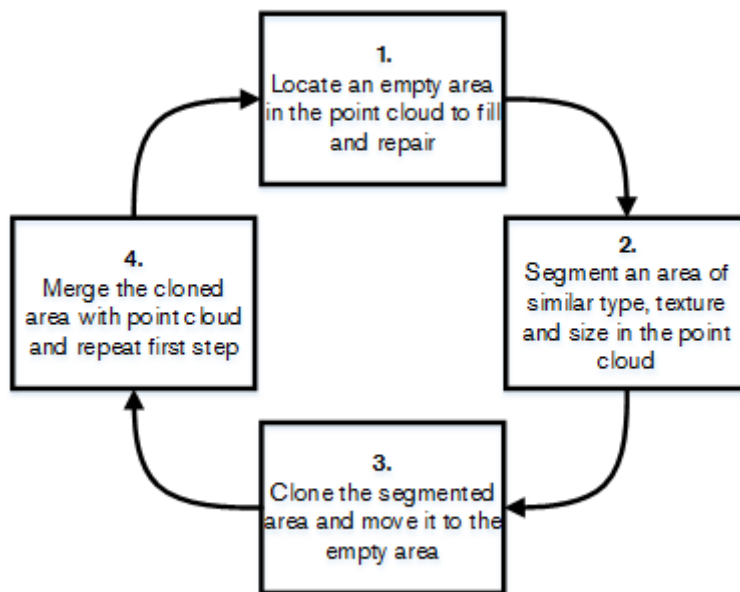 1.
Locate an empty area
in the point cloud to fill
and repair
2.
Segment an area of
similar type, texture
and size in the point
cloud
3.
Clone the segmented
area and move it to the
empty area
4.
Merge the cloned
area with point cloud
and repeat first step